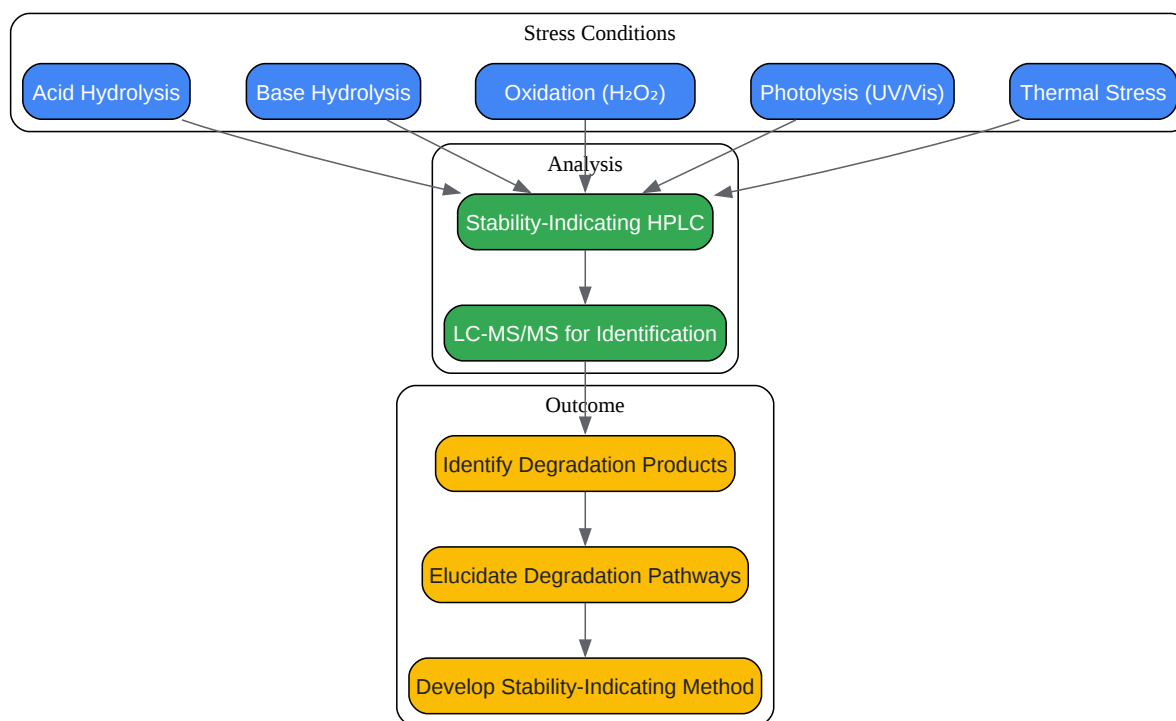 Stress Conditions
Acid Hydrolysis
Base Hydrolysis
Oxidation (H₂O₂)
Photolysis (UV/Vis)
Thermal Stress
Analysis
Stability-Indicating HPLC
LC-MS/MS for Identification
Outcome
Identify Degradation Products
Elucidate Degradation Pathways
Develop Stability-Indicating Method